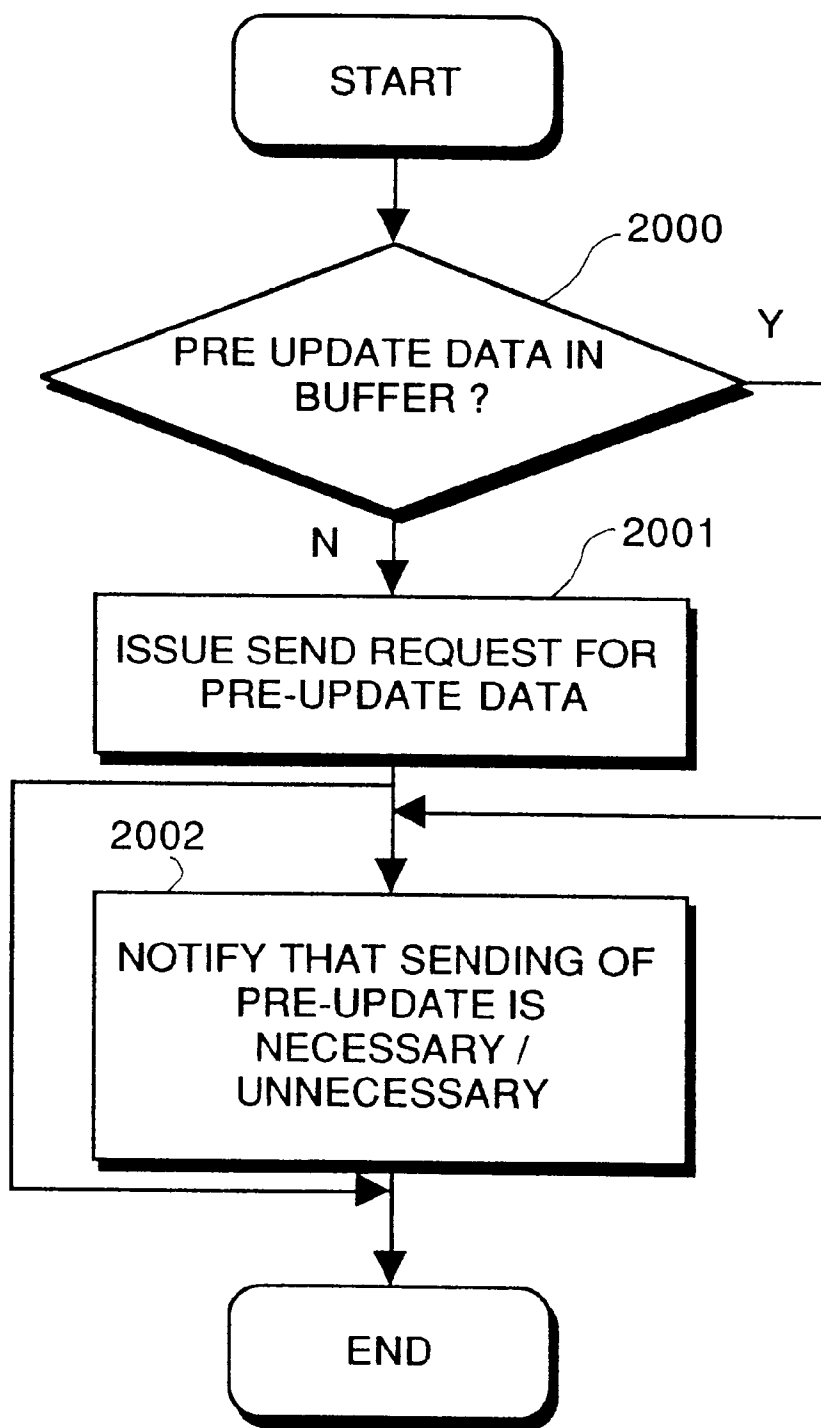 START
2000
Y
PRE UPDATE DATA IN
BUFFER ?
N
2001
ISSUE SEND REQUEST FOR
PRE-UPDATE DATA
2002
NOTIFY THAT SENDING OF
PRE-UPDATE IS
NECESSARY /
UNNECESSARY
END